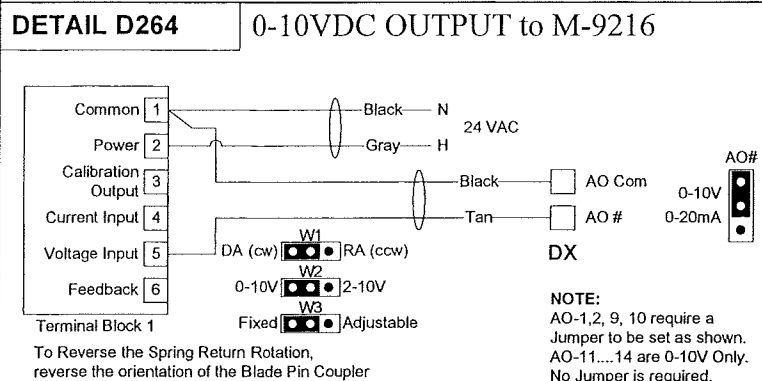 DETAIL D264
0-10VDC OUTPUT to M-9216
Common 1
Power 2
Calibration
Output 3
Current Input 4
Voltage Input 5
Feedback 6
Terminal Block 1
Black N
24 VAC
Gray H
Black AO Com
Tan AO #
DX
AO#
0-10V
0-20mA
W1
DA (cw) RA (ccw)
W2
0-10V 2-10V
W3
Fixed Adjustable
To Reverse the Spring Return Rotation,
reverse the orientation of the Blade Pin Coupler
NOTE:
AO-1,2, 9, 10 require a
Jumper to be set as shown.
AO-11....14 are 0-10V Only.
No Jumper is required.